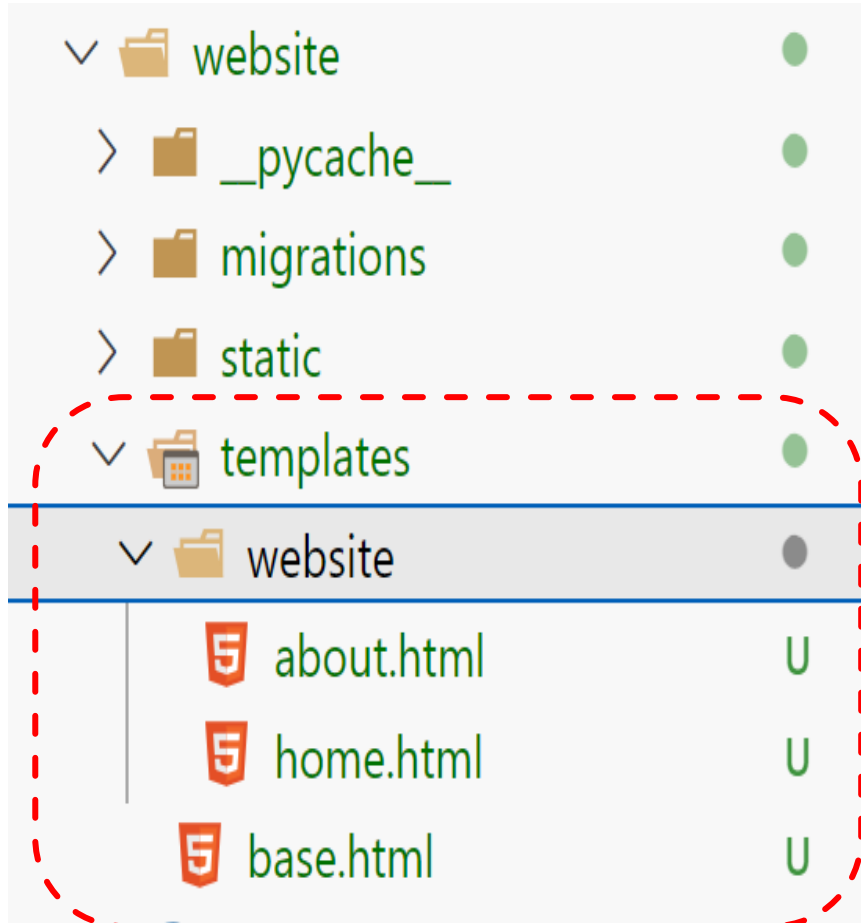 website
__pycache__
migrations
static
templates
website
about.html U
home.html U
base.html U